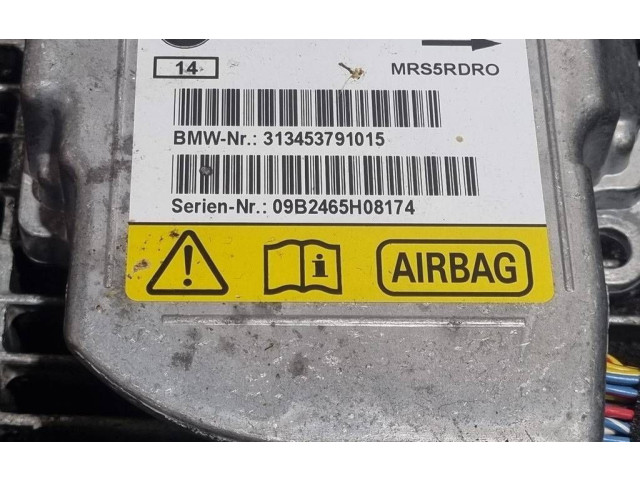 14
MRS5RDRO
BMW-Nr.: 313453791015
Serien-Nr.: 09B2465H08174
i
AIRBAG